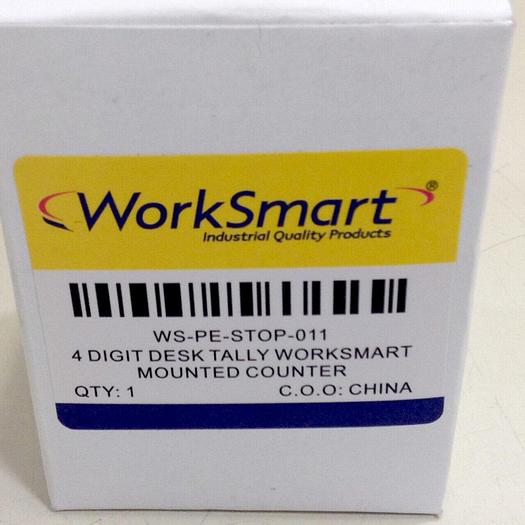 WorkSmart®
Industrial Quality Products
WS-PE-STOP-011
4 DIGIT DESK TALLY WORKSMART
MOUNTED COUNTER
QTY: 1 C.O.O: CHINA